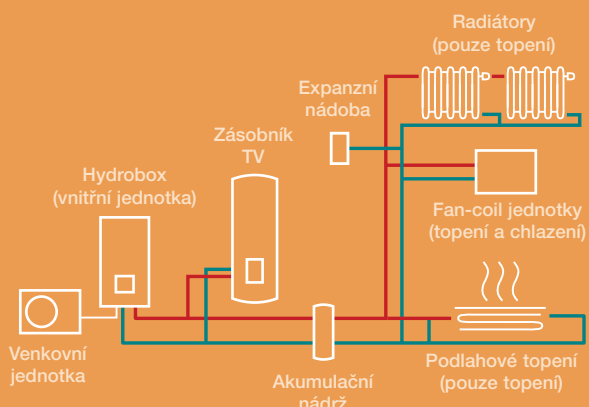 Radiátory
(pouze topení)
Expanzní
nádoba
Zásobník
TV
Hydrobox
(vnitřní jednotka)
Fan-coil jednotky
(topení a chlazení)
Venkovní
jednotka
Akumulační
nádrž
Podlahové topení
(pouze topení)